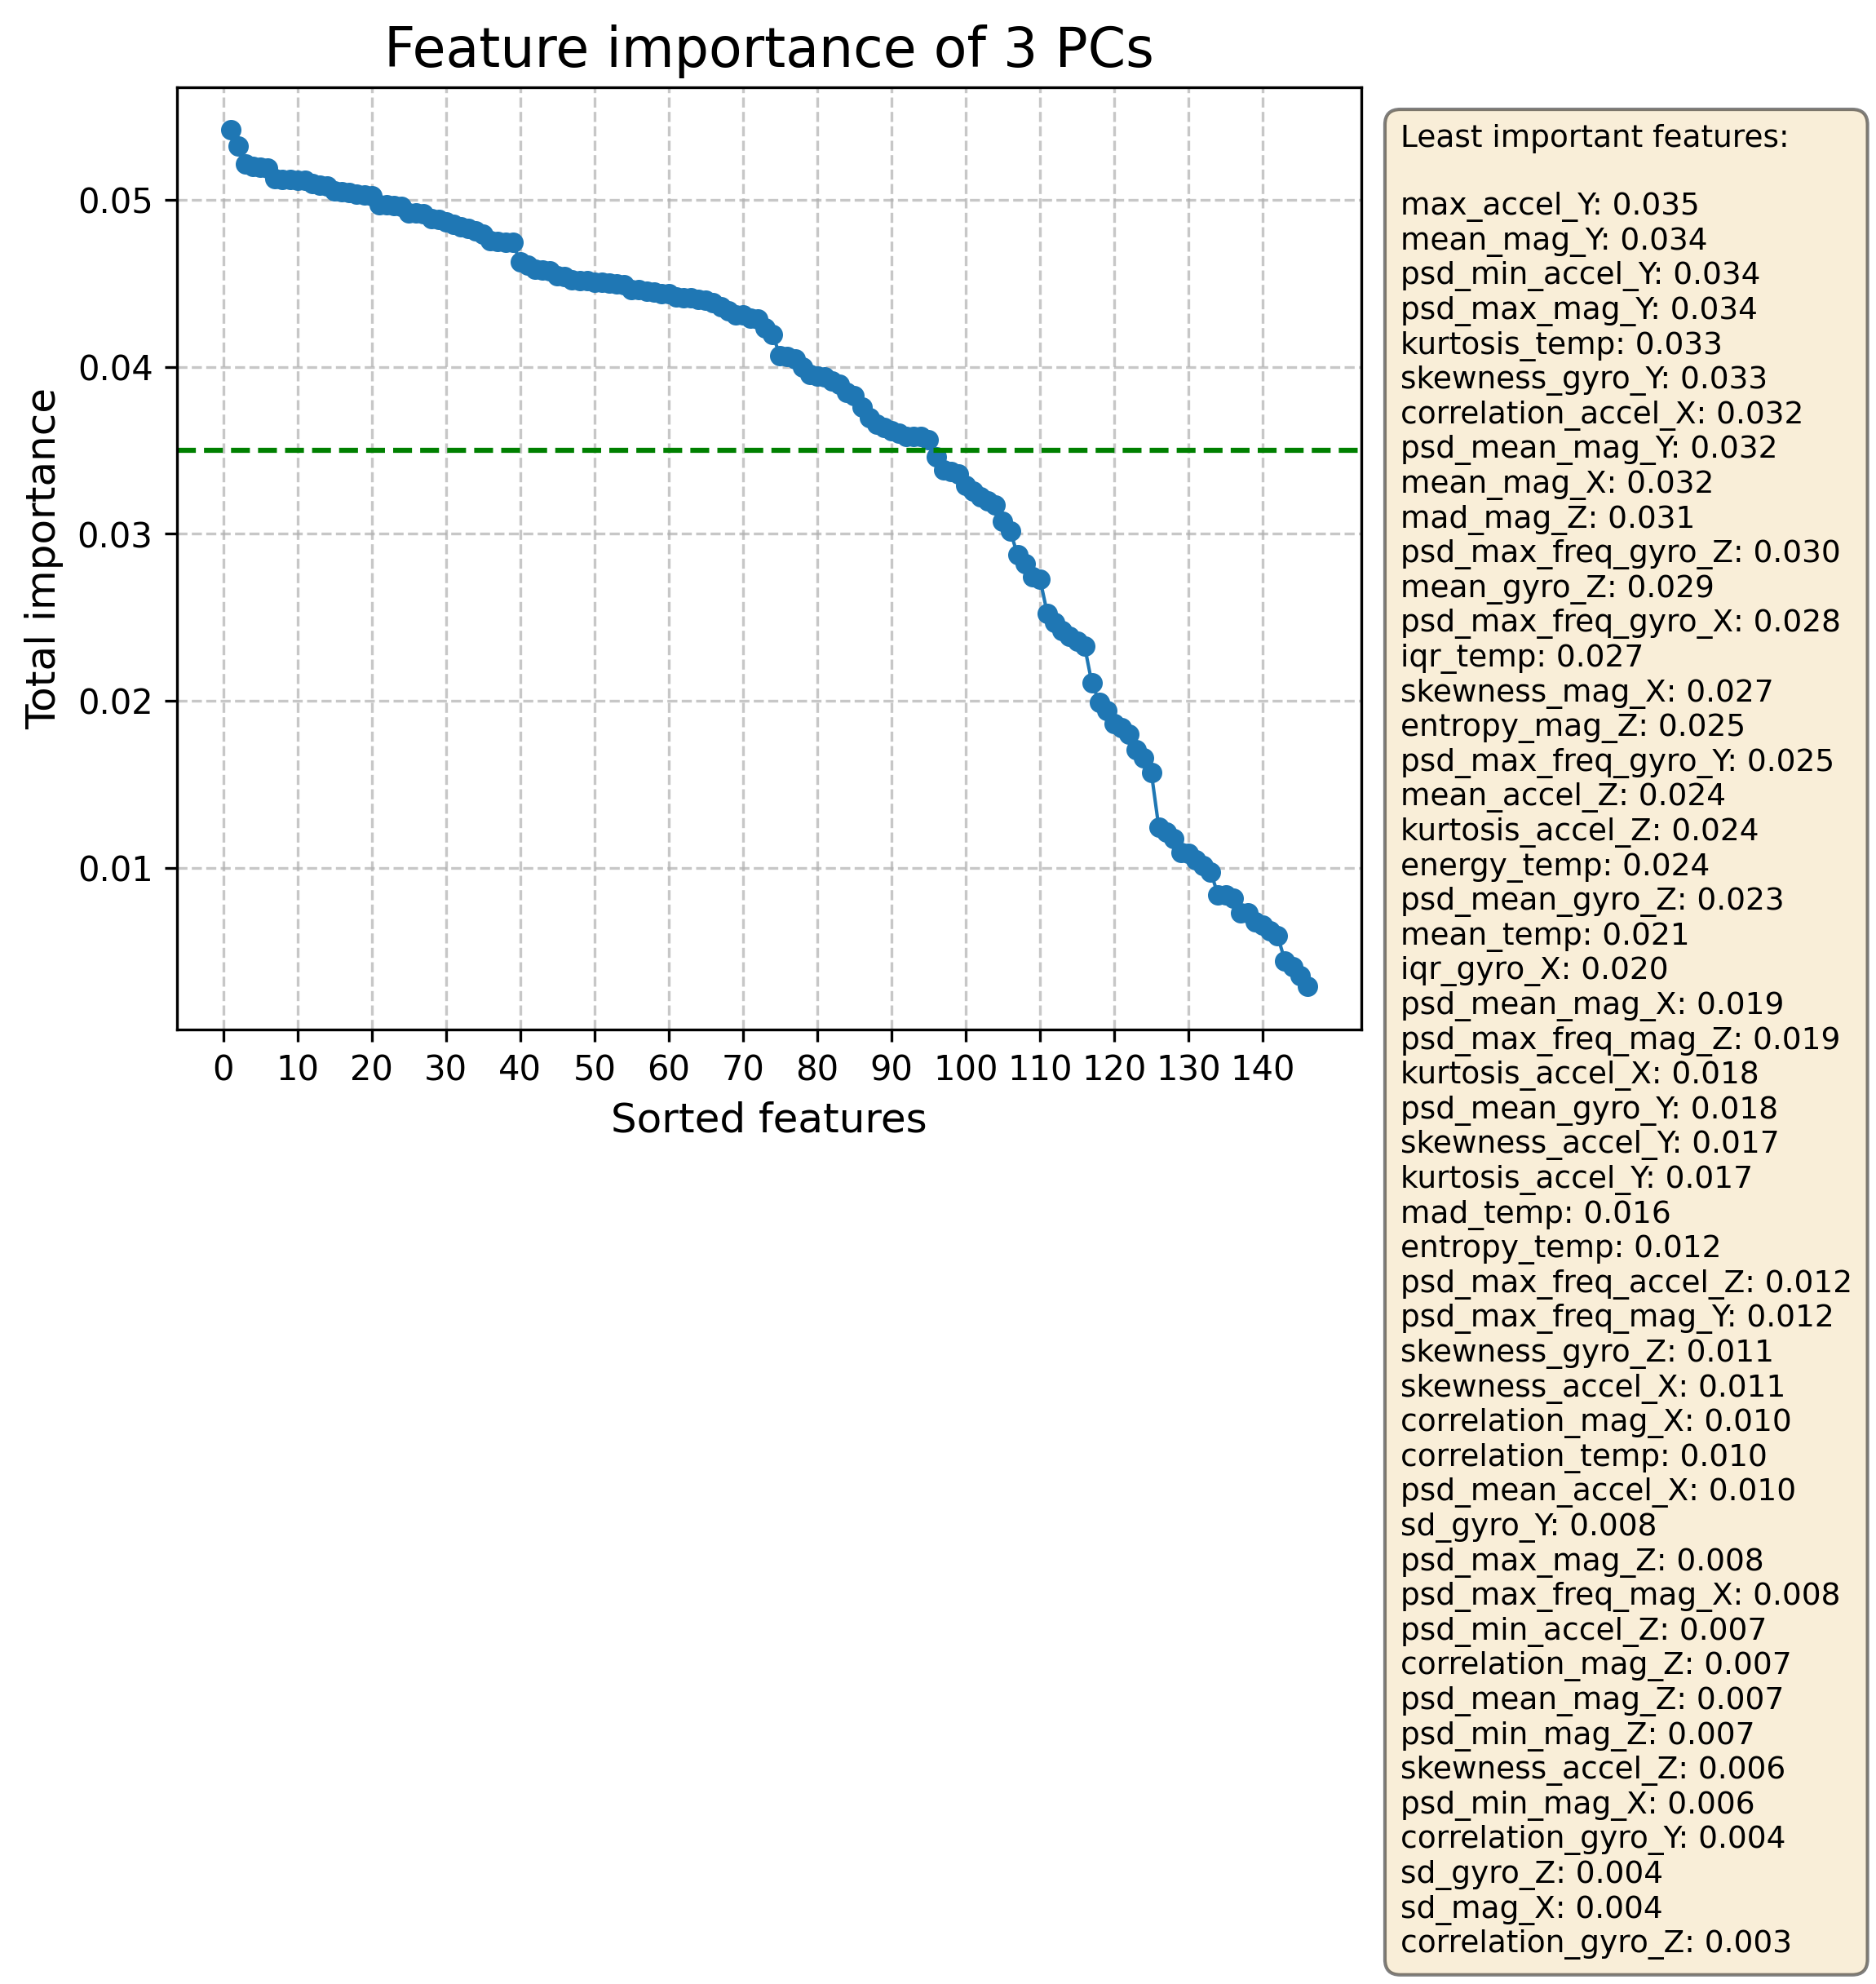 Feature importance of 3 PCs
Total importance
0.05
0.04
0.03
0.02
0.01
0 10 20 30 40 50 60 70 80 90 100 110 120 130 140
Sorted features
Least important features:
max_accel_Y: 0.035
mean_mag_Y: 0.034
psd_min_accel_Y: 0.034
psd_max_mag_Y: 0.034
kurtosis_temp: 0.033
skewness_gyro_Y: 0.033
correlation_accel_X: 0.032
psd_mean_mag_Y: 0.032
mean_mag_X: 0.032
mad_mag_Z: 0.031
psd_max_freq_gyro_Z: 0.030
mean_gyro_Z: 0.029
psd_max_freq_gyro_X: 0.028
iqr_temp: 0.027
skewness_mag_X: 0.027
entropy_mag_Z: 0.025
psd_max_freq_gyro_Y: 0.025
mean_accel_Z: 0.024
kurtosis_accel_Z: 0.024
energy_temp: 0.024
psd_mean_gyro_Z: 0.023
mean_temp: 0.021
iqr_gyro_X: 0.020
psd_mean_mag_X: 0.019
psd_max_freq_mag_Z: 0.019
kurtosis_accel_X: 0.018
psd_mean_gyro_Y: 0.018
skewness_accel_Y: 0.017
kurtosis_accel_Y: 0.017
mad_temp: 0.016
entropy_temp: 0.012
psd_max_freq_accel_Z: 0.012
psd_max_freq_mag_Y: 0.012
skewness_gyro_Z: 0.011
skewness_accel_X: 0.011
correlation_mag_X: 0.010
correlation_temp: 0.010
psd_mean_accel_X: 0.010
sd_gyro_Y: 0.008
psd_max_mag_Z: 0.008
psd_max_freq_mag_X: 0.008
psd_min_accel_Z: 0.007
correlation_mag_Z: 0.007
psd_mean_mag_Z: 0.007
psd_min_mag_Z: 0.007
skewness_accel_Z: 0.006
psd_min_mag_X: 0.006
correlation_gyro_Y: 0.004
sd_gyro_Z: 0.004
sd_mag_X: 0.004
correlation_gyro_Z: 0.003